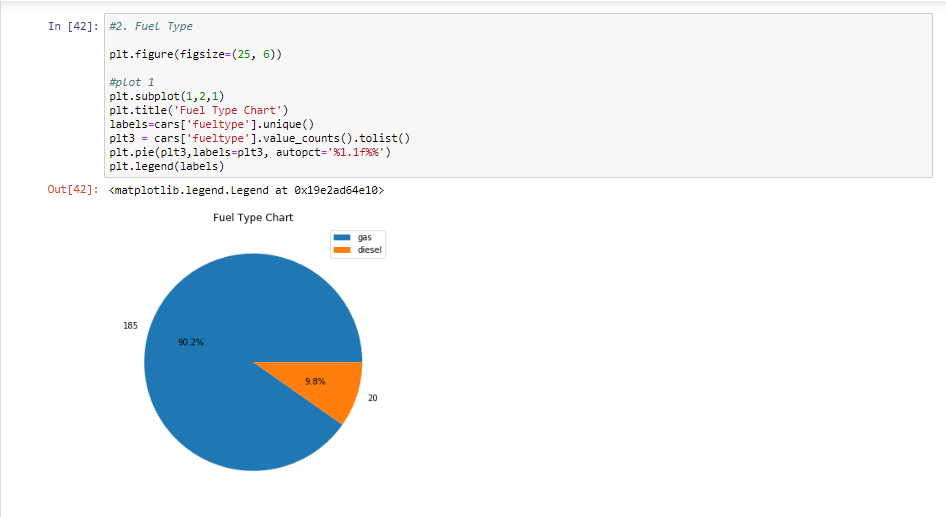 In [42]: #2. Fuel Type
plt.figure(figsize=(25, 6))
#plot 1
plt.subplot(1,2,1)
plt.title('Fuel Type Chart')
labels=cars['fueltype'].unique()
plt3 = cars['fueltype'].value_counts().tolist()
plt.pie(plt3,labels=plt3, autopct='%1.1f%%')
plt.legend(labels)
Out[42]: <matplotlib.legend.Legend at 0x19e2ad64e10>
Fuel Type Chart
gas
diesel
185
90.2%
9.8%
20